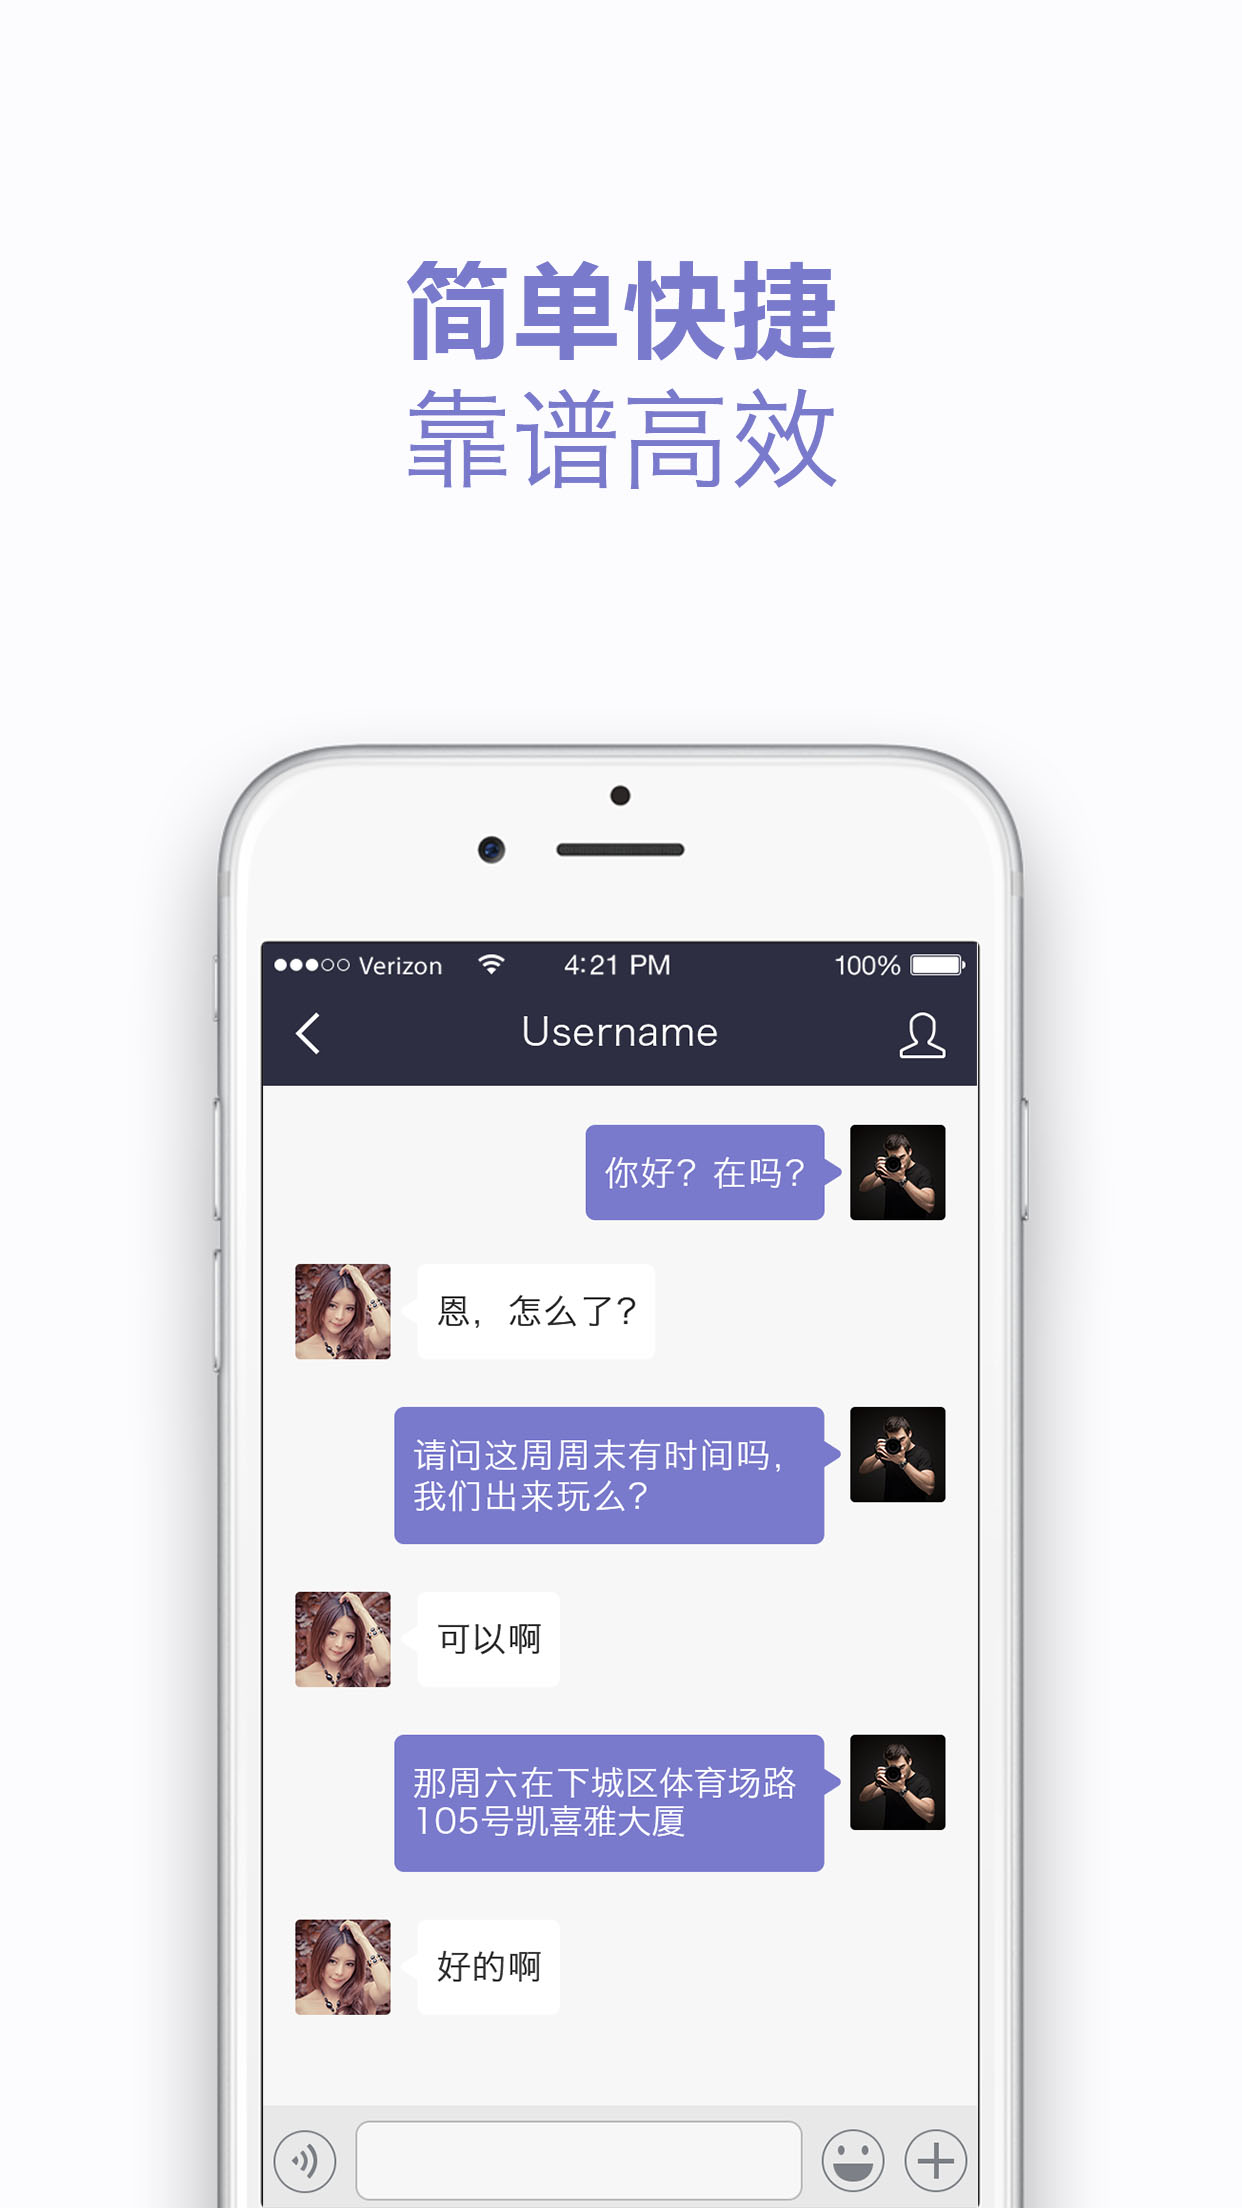 简单快捷
靠谱高效
Verizon 4:21 PM 100%
Username
你好？在吗？
恩，怎么了？
请问这周周末有时间吗，
我们出来玩么？
可以啊
那周六在下城区体育场路
105号凯喜雅大厦
好的啊